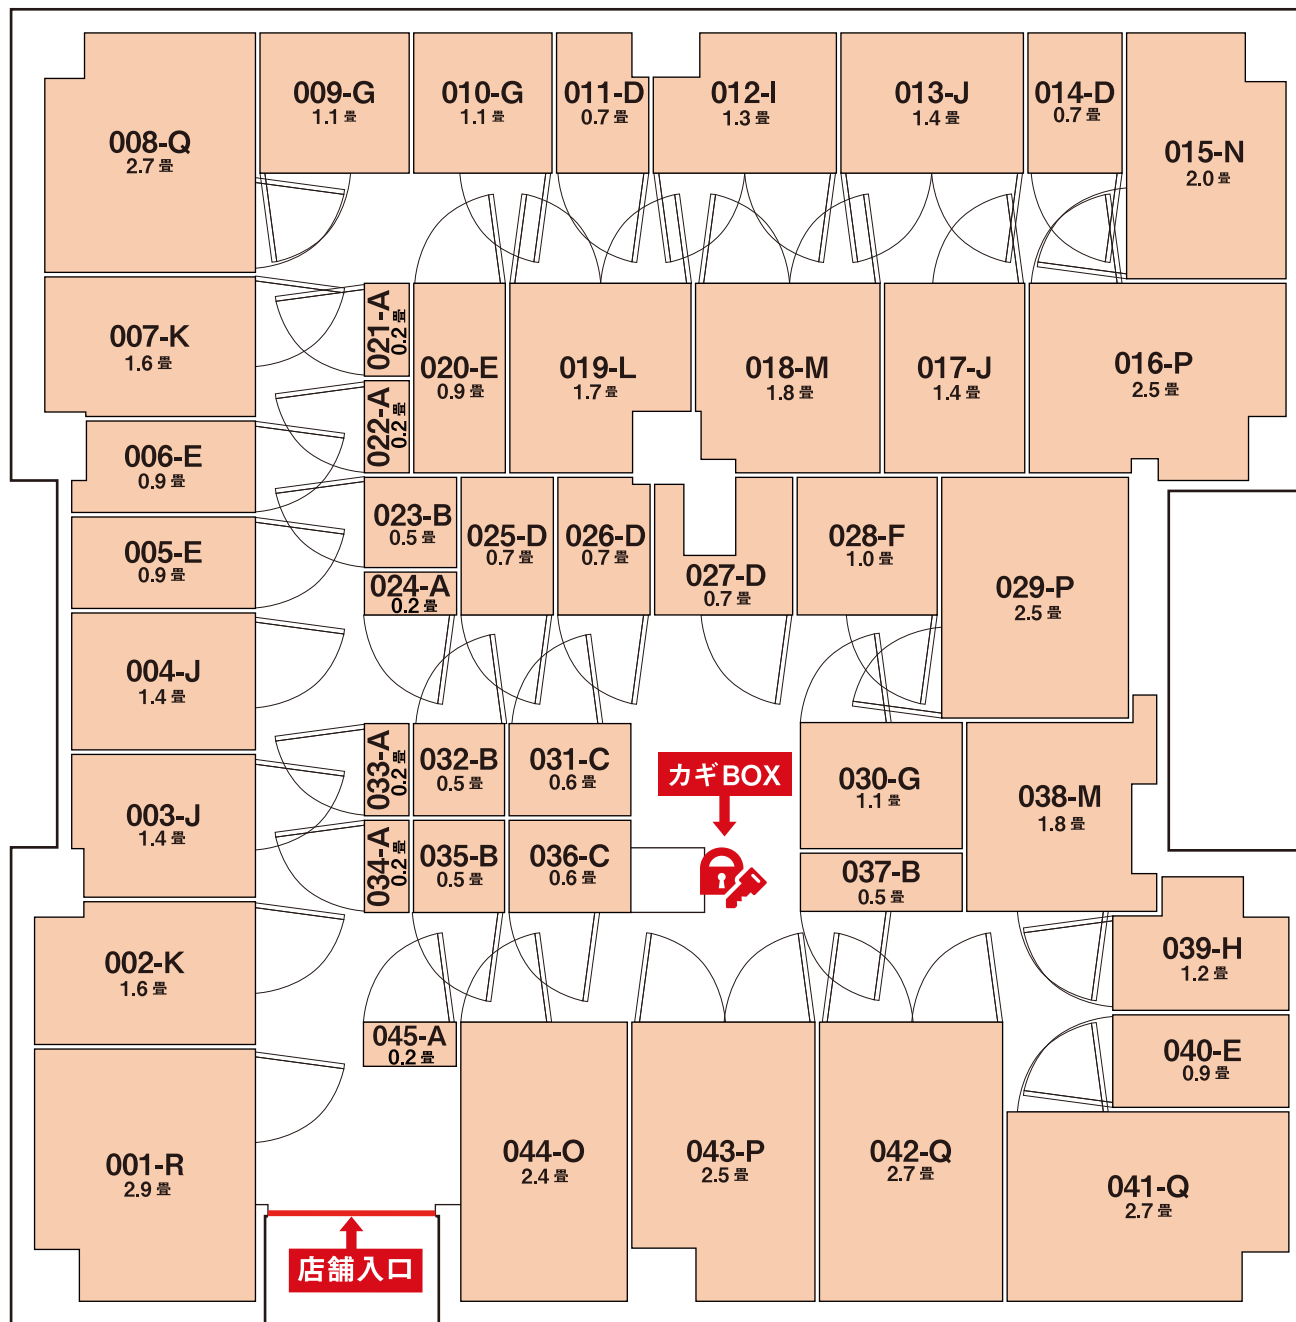 009-G
1.1 畳
010-G
1.1 畳
011-D
0.7 畳
012-I
1.3 畳
013-J
1.4 畳
014-D
0.7 畳
008-Q
2.7 畳
015-N
2.0 畳
007-K
1.6 畳
021-A
0.2 畳
020-E
0.9 畳
019-L
1.7 畳
018-M
1.8 畳
017-J
1.4 畳
016-P
2.5 畳
022-A
0.2 畳
006-E
0.9 畳
023-B
0.5 畳
025-D
0.7 畳
026-D
0.7 畳
027-D
0.7 畳
028-F
1.0 畳
005-E
0.9 畳
024-A
0.2 畳
029-P
2.5 畳
004-J
1.4 畳
033-A
0.2 畳
032-B
0.5 畳
031-C
0.6 畳
カギBOX
030-G
1.1 畳
038-M
1.8 畳
003-J
1.4 畳
034-A
0.2 畳
035-B
0.5 畳
036-C
0.6 畳
037-B
0.5 畳
002-K
1.6 畳
039-H
1.2 畳
045-A
0.2 畳
040-E
0.9 畳
001-R
2.9 畳
044-O
2.4 畳
043-P
2.5 畳
042-Q
2.7 畳
041-Q
2.7 畳
店舗入口